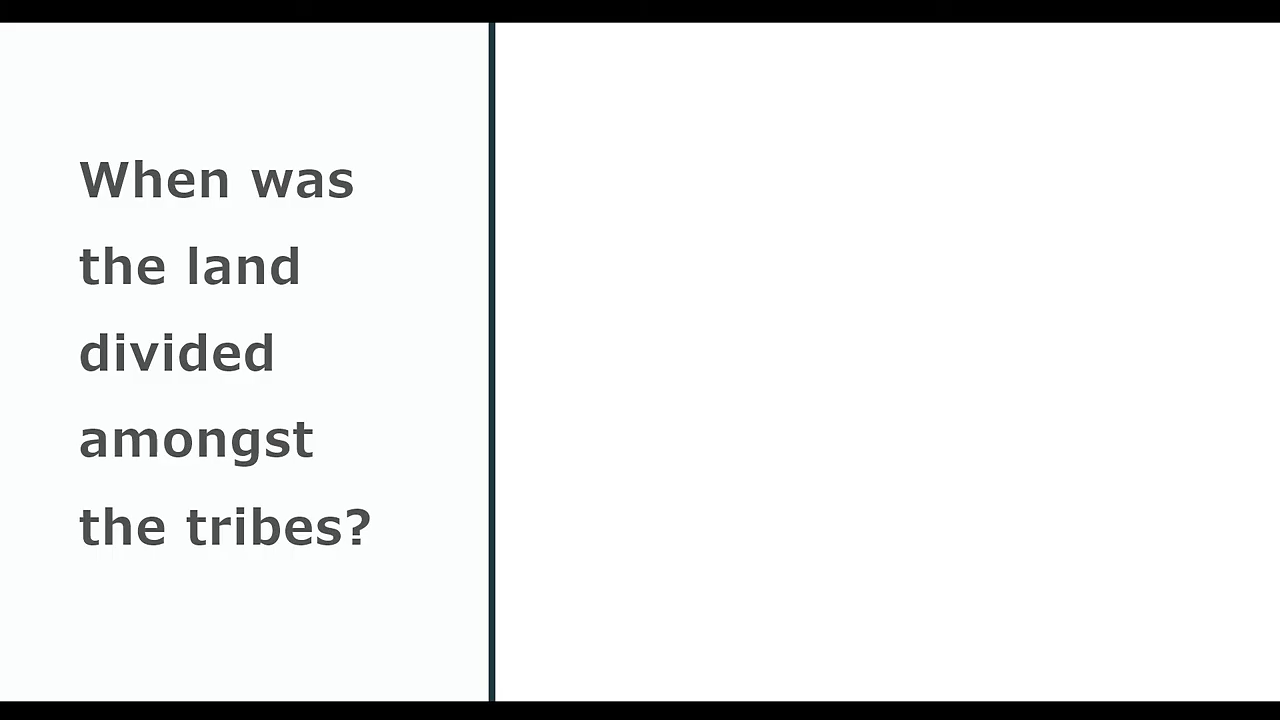 When was
the land
divided
amongst
the tribes?